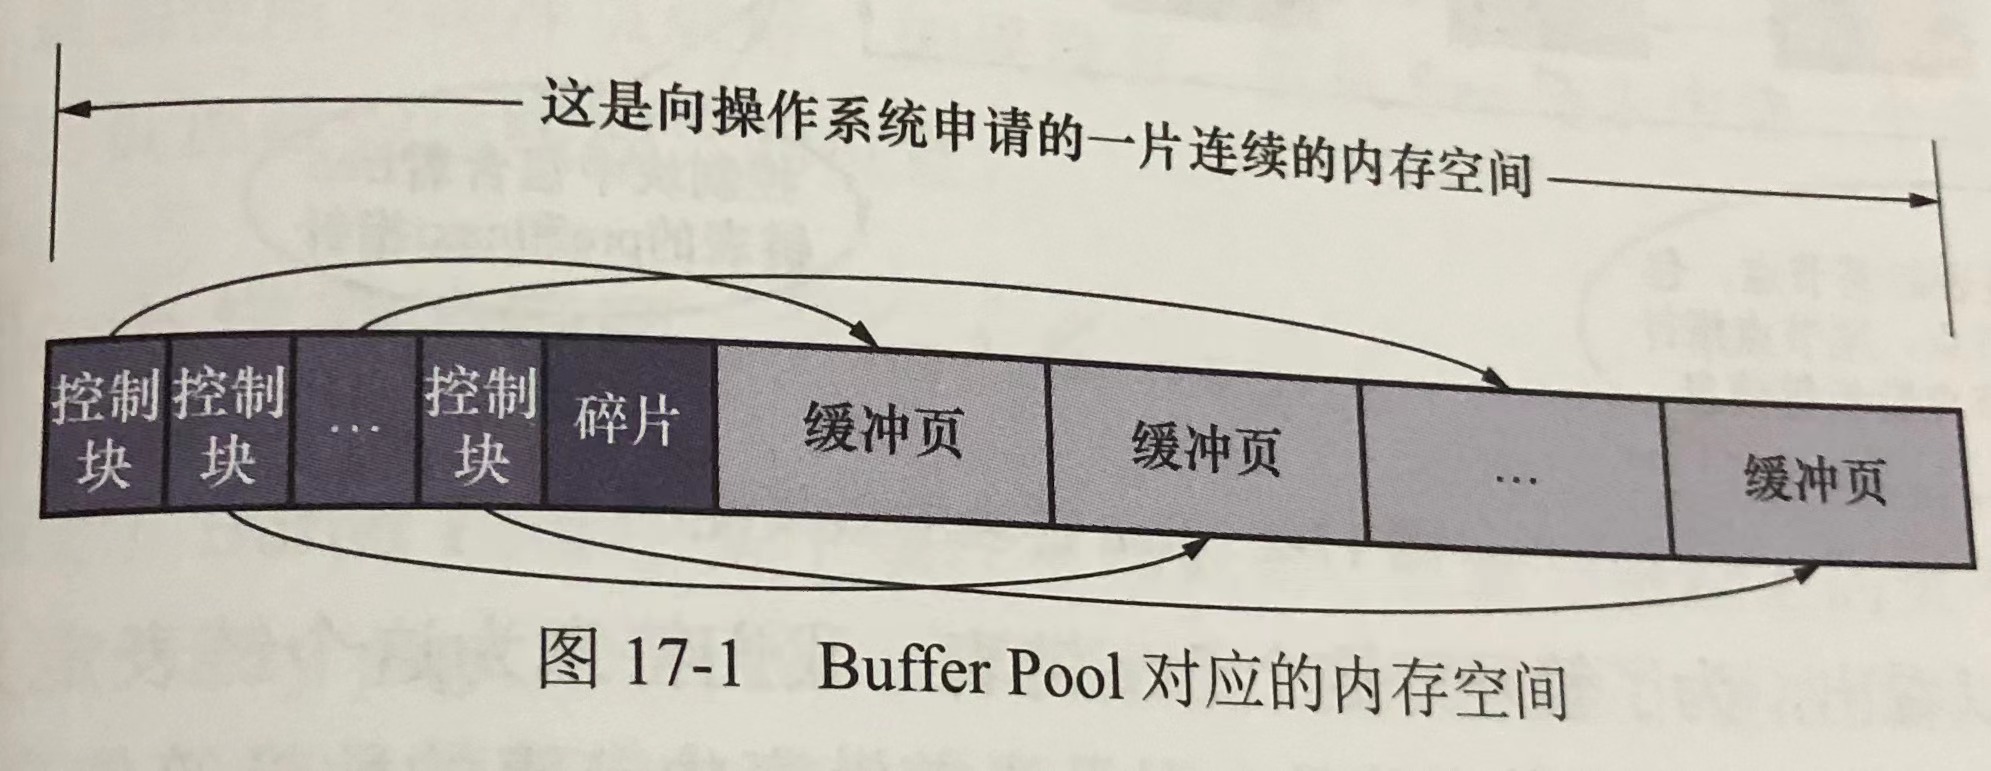 这是向操作系统申请的一片连续的内存空间
控制块
控制块
…
控制块
碎片
缓冲页
缓冲页
…
缓冲页
图 17-1 Buffer Pool 对应的内存空间